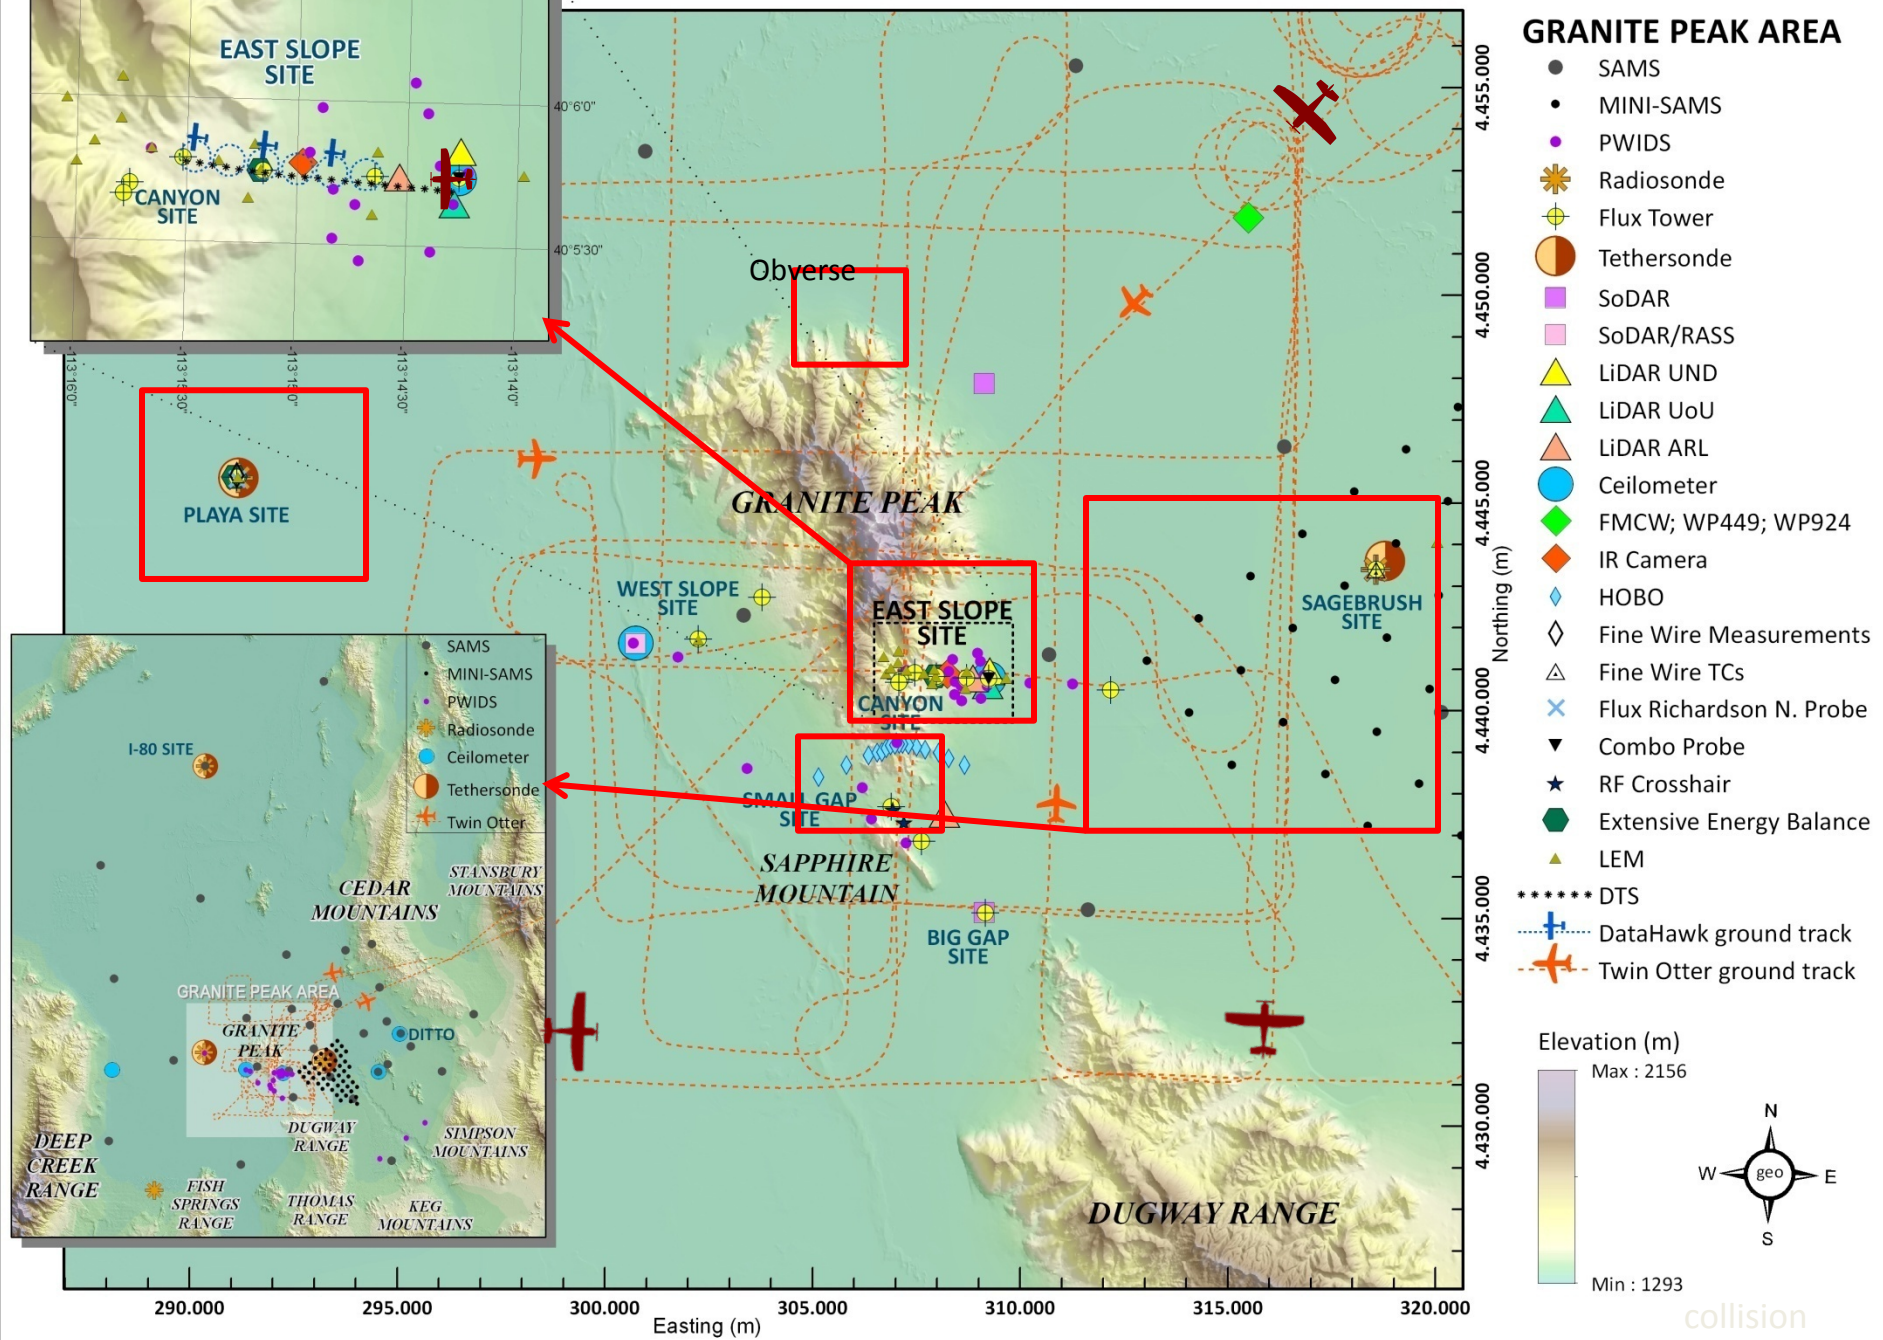 EAST SLOPE
SITE
CANYON
SITE
40°6'0"
40°5'30"
-113°16'0"
-113°15'30"
-113°14'30"
-113°14'0"
Obverse
PLAYA SITE
GRANITE PEAK
WEST SLOPE
SITE
EAST SLOPE
SITE
CANYON
SITE
SAGEBRUSH
SITE
SMALL GAP
SITE
SAPPHIRE
MOUNTAIN
BIG GAP
SITE
DUGWAY RANGE
SAMS
MINI-SAMS
PWIDS
Radiosonde
Ceilometer
Tethersonde
Twin Otter
I-80 SITE
CEDAR
MOUNTAINS
STANSBURY
MOUNTAINS
GRANITE PEAK AREA
GRANITE
PEAK
DITTO
DUGWAY
RANGE
SIMPSON
MOUNTAINS
DEEP
CREEK
RANGE
FISH
SPRINGS
RANGE
THOMAS
RANGE
KEG
MOUNTAINS
290.000
295.000
300.000
305.000
310.000
315.000
320.000
Easting (m)
4.455.000
4.450.000
4.445.000
4.440.000
4.435.000
4.430.000
Northing (m)
GRANITE PEAK AREA
SAMS
MINI-SAMS
PWIDS
Radiosonde
Flux Tower
Tethersonde
SoDAR
SoDAR/RASS
LiDAR UND
LiDAR UoU
LiDAR ARL
Ceilometer
FMCW; WP449; WP924
IR Camera
HOBO
Fine Wire Measurements
Fine Wire TCs
Flux Richardson N. Probe
Combo Probe
RF Crosshair
Extensive Energy Balance
LEM
DTS
DataHawk ground track
Twin Otter ground track
Elevation (m)
Max : 2156
Min : 1293
N
W
geo
E
S
collision